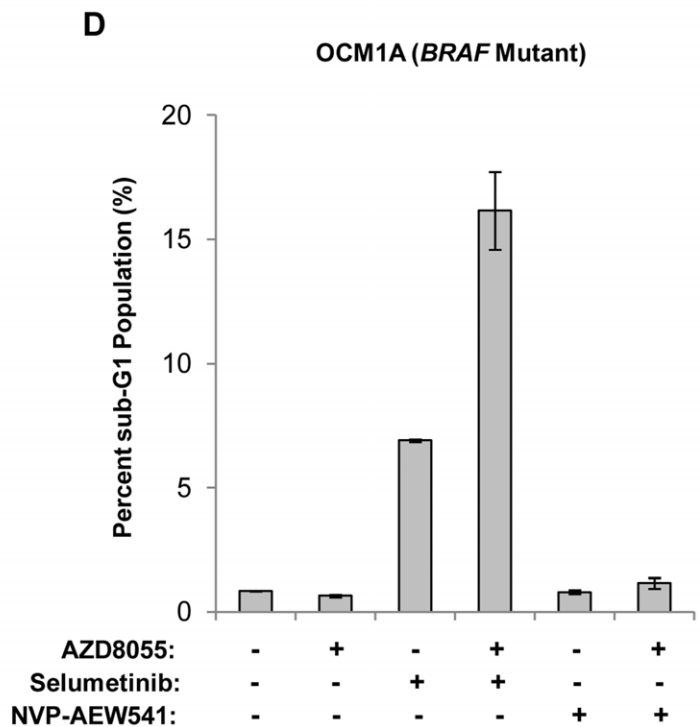 D
OCM1A (BRAF Mutant)
Percent sub-G1 Population (%)
20
15
10
5
0
AZD8055: - + - + - +
Selumetinib: - - + + - -
NVP-AEW541: - - - - + +